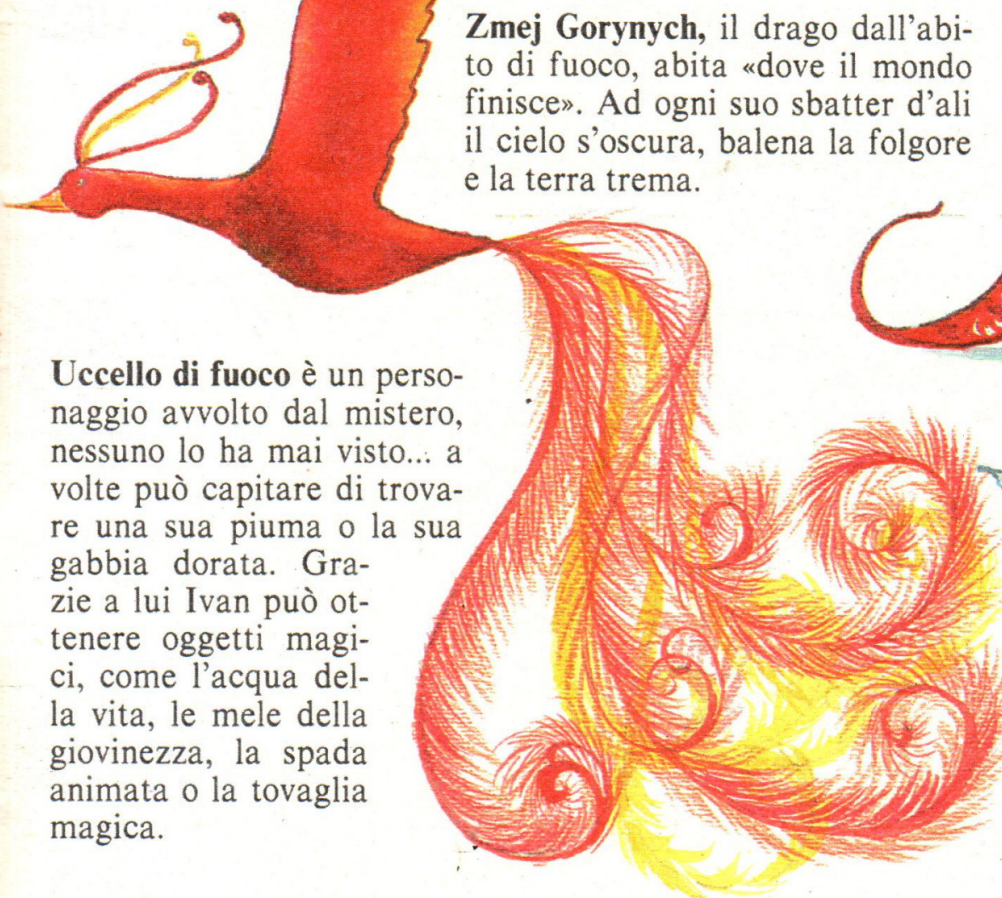 Zmej Gorynych, il drago dall'abi-
to di fuoco, abita «dove il mondo
finisce». Ad ogni suo sbatter d'ali
il cielo s'oscura, balena la folgore
e la terra trema.
Uccello di fuoco è un perso-
naggio avvolto dal mistero,
nessuno lo ha mai visto... a
volte può capitare di trova-
re una sua piuma o la sua
gabbia dorata. Gra-
zie a lui Ivan può ot-
tenere oggetti magi-
ci, come l'acqua del-
la vita, le mele della
giovinezza, la spada
animata o la tovaglia
magica.